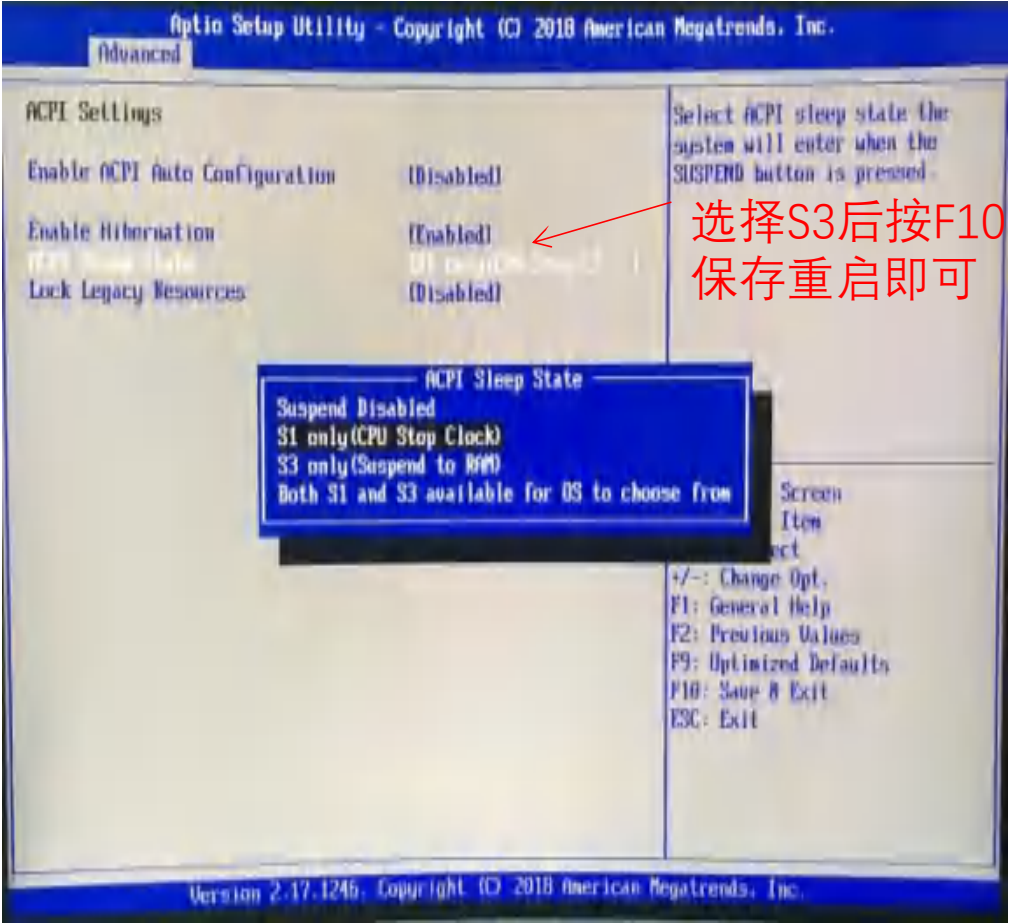 Aptio Setup Utility - Copyright (C) 2018 American Megatrends, Inc.
Advanced
ACPI Settings
Enable ACPI Auto Configuration [Disabled]
Enable Hibernation [Enabled]
Lock Legacy Resources [Disabled]
Select ACPI sleep state the
system will enter when the
SUSPEND button is pressed.
选择S3后按F10
保存重启即可
ACPI Sleep State
Suspend Disabled
S1 only(CPU Stop Clock)
S3 only(Suspend to RAM)
Both S1 and S3 available for OS to choose from
Screen
Item
ect
+/-: Change Opt.
F1: General Help
F2: Previous Values
F9: Optimized Defaults
F10: Save & Exit
ESC: Exit
Version 2.17.1246. Copyright (C) 2018 American Megatrends, Inc.